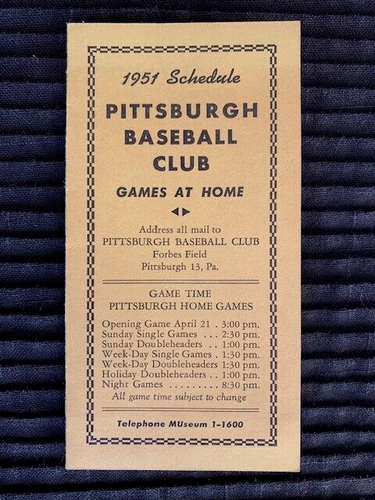 1951 Schedule
PITTSBURGH
BASEBALL
CLUB
GAMES AT HOME
Address all mail to
PITTSBURGH BASEBALL CLUB
Forbes Field
Pittsburgh 13, Pa.
GAME TIME
PITTSBURGH HOME GAMES
Opening Game April 21 . 3:00 pm.
Sunday Single Games . . . 2:30 pm.
Sunday Doubleheaders . . 1:00 pm.
Week-Day Single Games . 1:30 pm.
Week-Day Doubleheaders 1:30 pm.
Holiday Doubleheaders . . 1:00 pm.
Night Games . . . . . . . . . 8:30 pm.
All game time subject to change
Telephone MUseum 1-1600